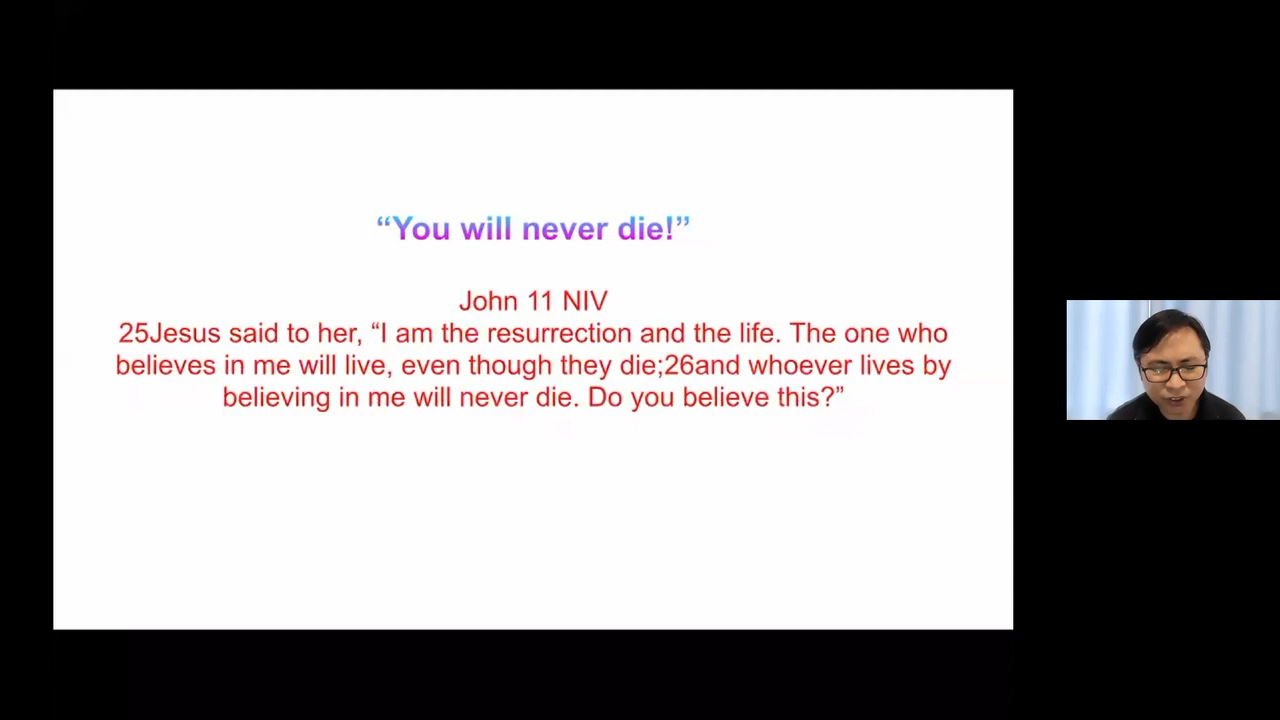 “You will never die!”
John 11 NIV
25Jesus said to her, “I am the resurrection and the life. The one who
believes in me will live, even though they die;26and whoever lives by
believing in me will never die. Do you believe this?”